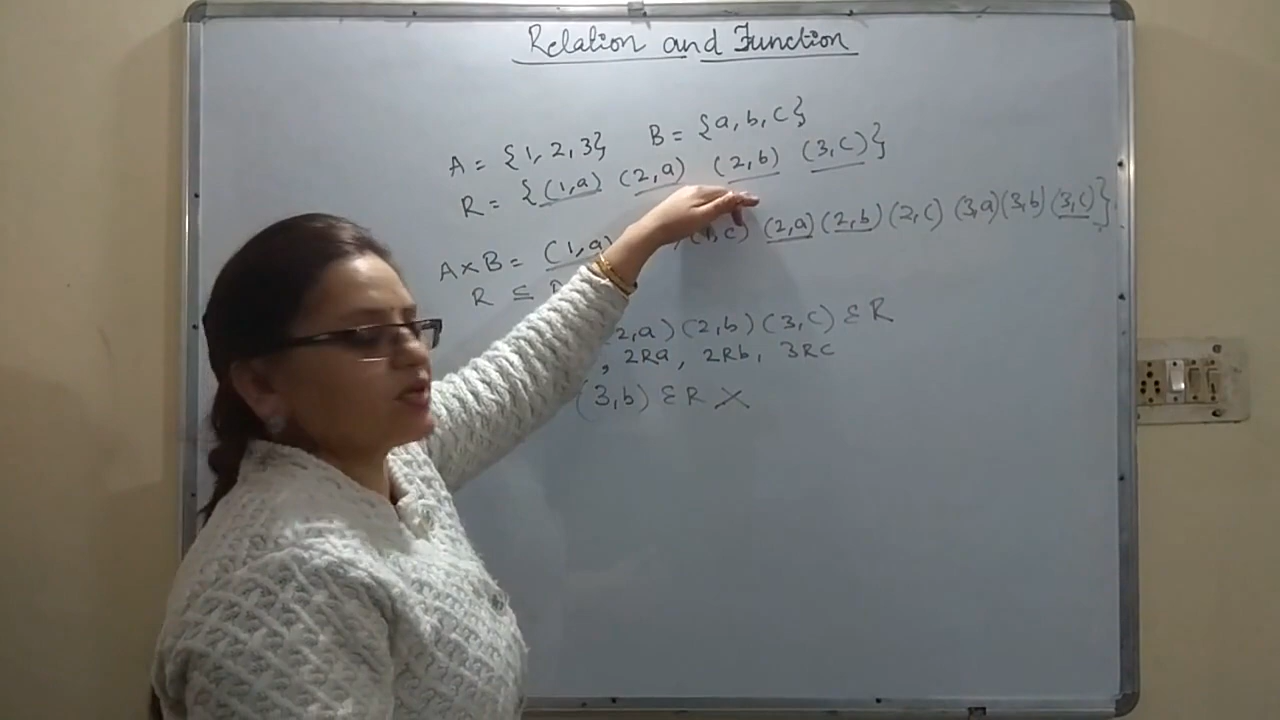 Relation and Function
A = {1, 2, 3} B = {a, b, c}
R = {(1,a) (2,a) (2,b) (3,c)}
A×B = (1,a) (1,c) (2,a) (2,b) (2,c) (3,a) (3,b) (3,c)}
R ⊆
2,a) (2,b) (3,c) ∈ R
, 2Ra, 2Rb, 3Rc
(3,b) ∈ R ×